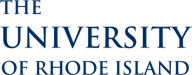 THE
UNIVERSITY
OF RHODE ISLAND